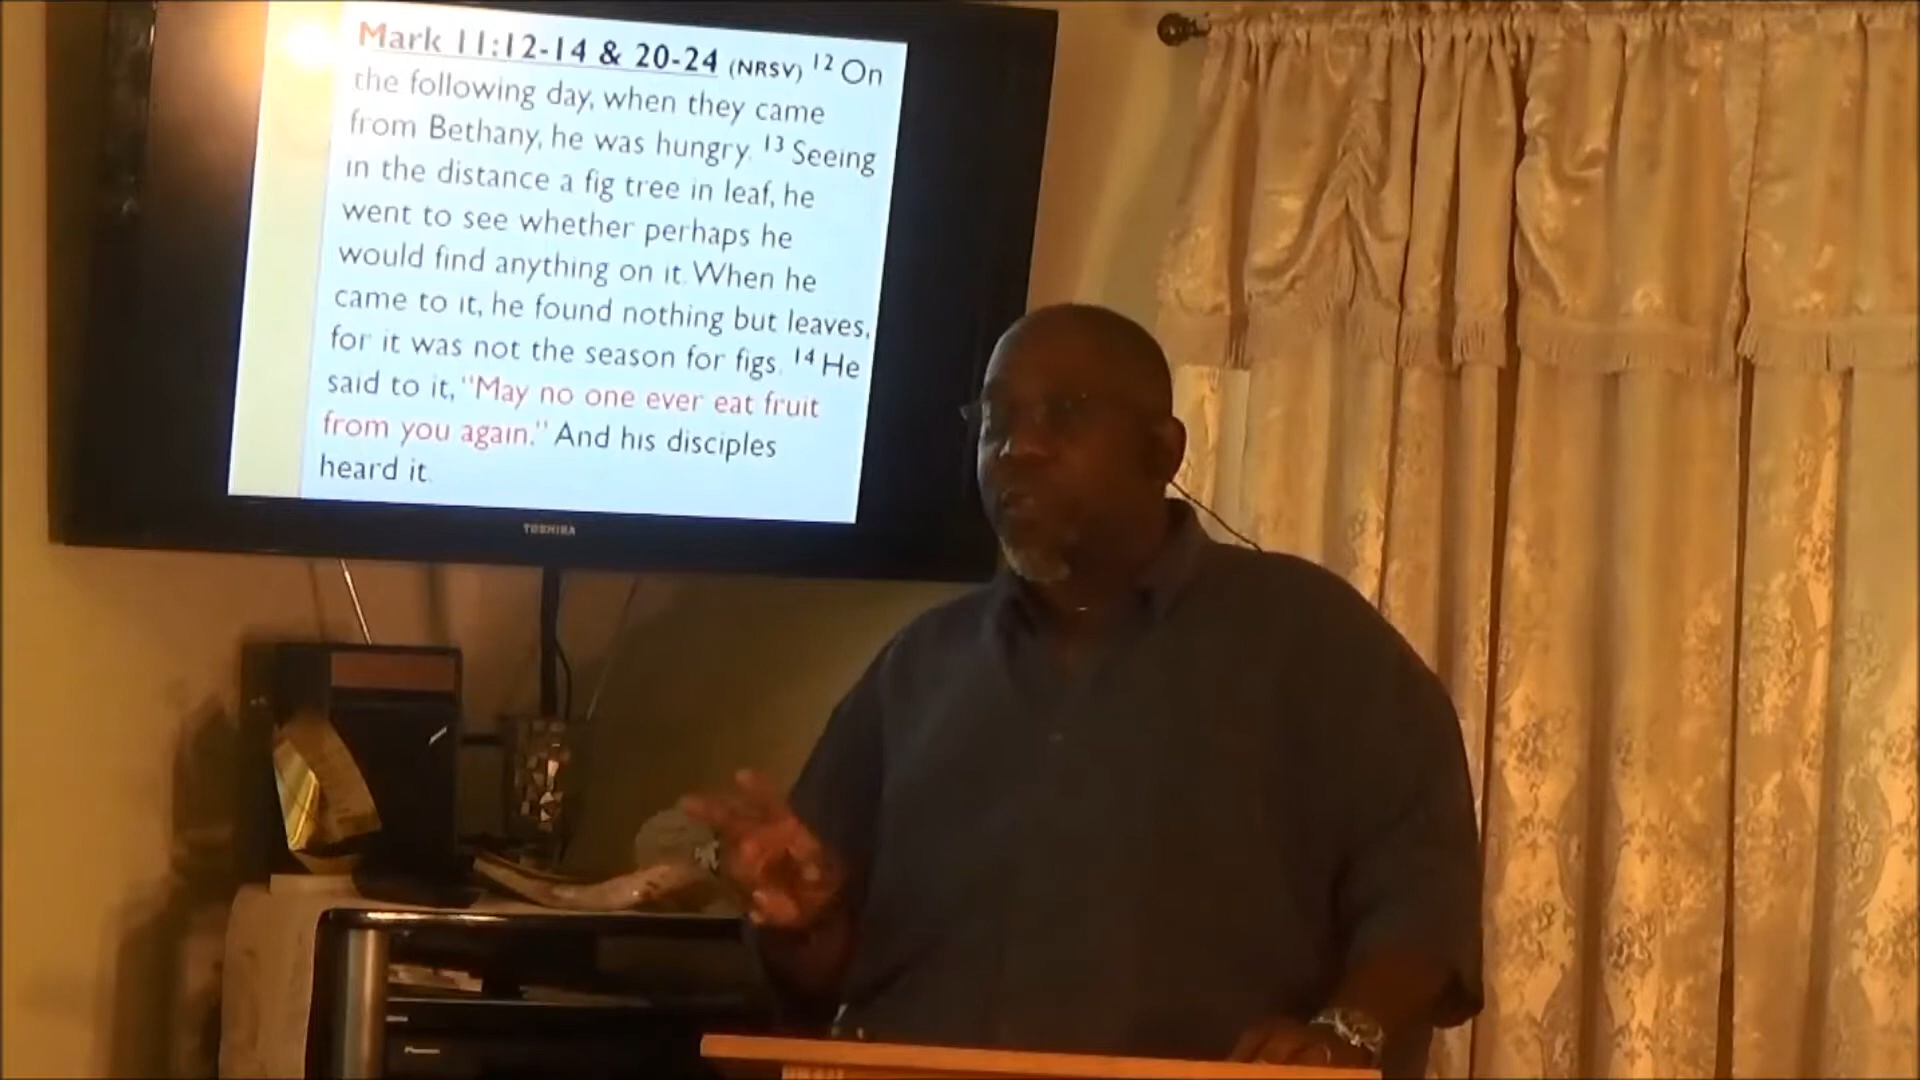 Mark 11:12-14 & 20-24 (NRSV) 12 On
the following day, when they came
from Bethany, he was hungry. 13 Seeing
in the distance a fig tree in leaf, he
went to see whether perhaps he
would find anything on it. When he
came to it, he found nothing but leaves,
for it was not the season for figs. 14 He
said to it, "May no one ever eat fruit
from you again." And his disciples
heard it.
TOSHIBA
Pioneer